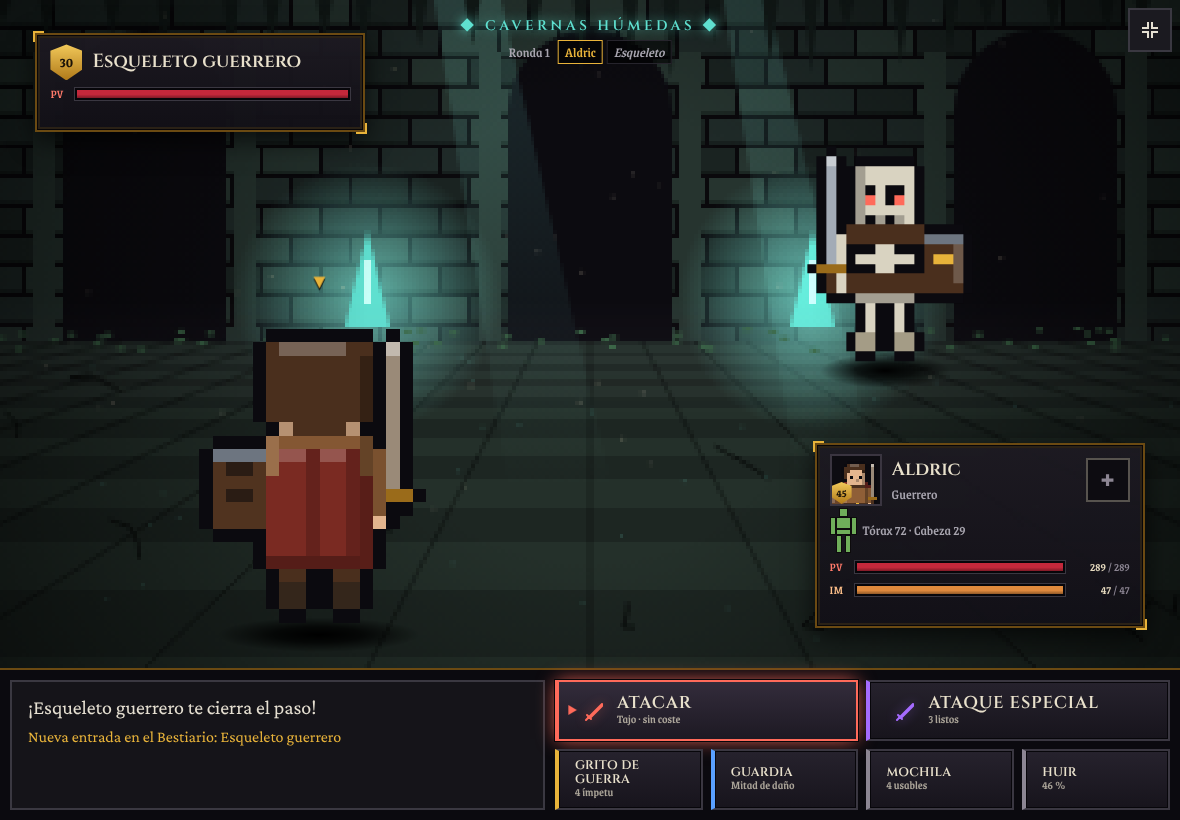 CAVERNAS HÚMEDAS
Ronda 1 Aldric Esqueleto
30 Esqueleto guerrero
PV
Aldric
45
Guerrero
Tórax 72 · Cabeza 29
PV 289 / 289
IM 47 / 47
¡Esqueleto guerrero te cierra el paso!
Nueva entrada en el Bestiario: Esqueleto guerrero
ATACAR
Tajo · sin coste
ATAQUE ESPECIAL
3 listos
GRITO DE
GUERRA
4 ímpetu
GUARDIA
Mitad de daño
MOCHILA
4 usables
HUIR
46 %